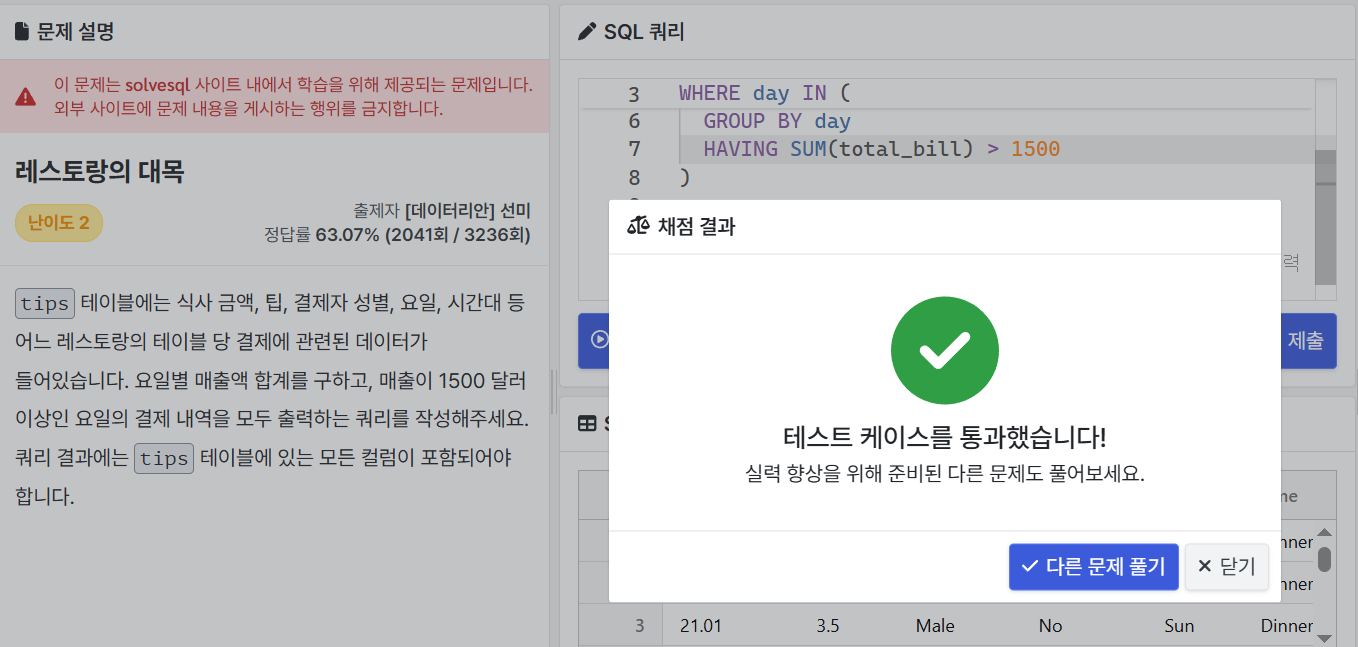 문제 설명
이 문제는 solvesql 사이트 내에서 학습을 위해 제공되는 문제입니다.
외부 사이트에 문제 내용을 게시하는 행위를 금지합니다.
레스토랑의 대목
난이도 2
출제자 [데이터리안] 선미
정답률 63.07% (2041회 / 3236회)
tips 테이블에는 식사 금액, 팁, 결제자 성별, 요일, 시간대 등
어느 레스토랑의 테이블 당 결제에 관련된 데이터가
들어있습니다. 요일별 매출액 합계를 구하고, 매출이 1500 달러
이상인 요일의 결제 내역을 모두 출력하는 쿼리를 작성해주세요.
쿼리 결과에는 tips 테이블에 있는 모든 컬럼이 포함되어야
합니다.
SQL 쿼리
3 WHERE day IN (
6 GROUP BY day
7 HAVING SUM(total_bill) > 1500
8 )
력
제출
채점 결과
테스트 케이스를 통과했습니다!
실력 향상을 위해 준비된 다른 문제도 풀어보세요.
다른 문제 풀기
닫기
3 21.01 3.5 Male No Sun Dinner